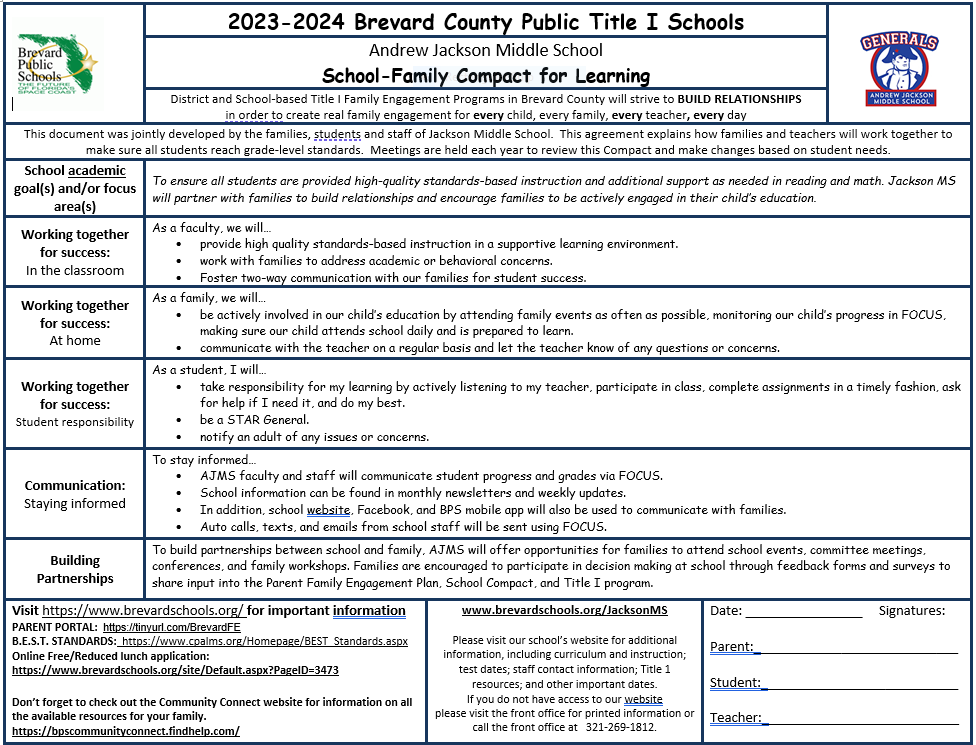 Brevard
Public
Schools
THE FUTURE
OF FLORIDA'S
SPACE COAST
2023-2024 Brevard County Public Title I Schools
Andrew Jackson Middle School
School-Family Compact for Learning
District and School-based Title I Family Engagement Programs in Brevard County will strive to BUILD RELATIONSHIPS
in order to create real family engagement for every child, every family, every teacher, every day
GENERALS
ANDREW JACKSON
MIDDLE SCHOOL
This document was jointly developed by the families, students and staff of Jackson Middle School. This agreement explains how families and teachers will work together to
make sure all students reach grade-level standards. Meetings are held each year to review this Compact and make changes based on student needs.
School academic
goal(s) and/or focus
area(s)
To ensure all students are provided high-quality standards-based instruction and additional support as needed in reading and math. Jackson MS
will partner with families to build relationships and encourage families to be actively engaged in their child's education.
Working together
for success:
In the classroom
As a faculty, we will…
• provide high quality standards-based instruction in a supportive learning environment.
• work with families to address academic or behavioral concerns.
• Foster two-way communication with our families for student success.
Working together
for success:
At home
As a family, we will…
• be actively involved in our child's education by attending family events as often as possible, monitoring our child's progress in FOCUS,
making sure our child attends school daily and is prepared to learn.
• communicate with the teacher on a regular basis and let the teacher know of any questions or concerns.
Working together
for success:
Student responsibility
As a student, I will…
• take responsibility for my learning by actively listening to my teacher, participate in class, complete assignments in a timely fashion, ask
for help if I need it, and do my best.
• be a STAR General.
• notify an adult of any issues or concerns.
Communication:
Staying informed
To stay informed…
• AJMS faculty and staff will communicate student progress and grades via FOCUS.
• School information can be found in monthly newsletters and weekly updates.
• In addition, school website, Facebook, and BPS mobile app will also be used to communicate with families.
• Auto calls, texts, and emails from school staff will be sent using FOCUS.
Building
Partnerships
To build partnerships between school and family, AJMS will offer opportunities for families to attend school events, committee meetings,
conferences, and family workshops. Families are encouraged to participate in decision making at school through feedback forms and surveys to
share input into the Parent Family Engagement Plan, School Compact, and Title I program.
Visit https://www.brevardschools.org/ for important information
PARENT PORTAL: https://tinyurl.com/BrevardFE
B.E.S.T. STANDARDS: https://www.cpalms.org/Homepage/BEST_Standards.aspx
Online Free/Reduced lunch application:
https://www.brevardschools.org/site/Default.aspx?PageID=3473
Don't forget to check out the Community Connect website for information on all
the available resources for your family.
https://bpscommunityconnect.findhelp.com/
www.brevardschools.org/JacksonMS
Please visit our school's website for additional
information, including curriculum and instruction;
test dates; staff contact information; Title 1
resources; and other important dates.
If you do not have access to our website
please visit the front office for printed information or
call the front office at 321-269-1812.
Date: ________________ Signatures:
Parent:____________________________
Student:___________________________
Teacher:___________________________